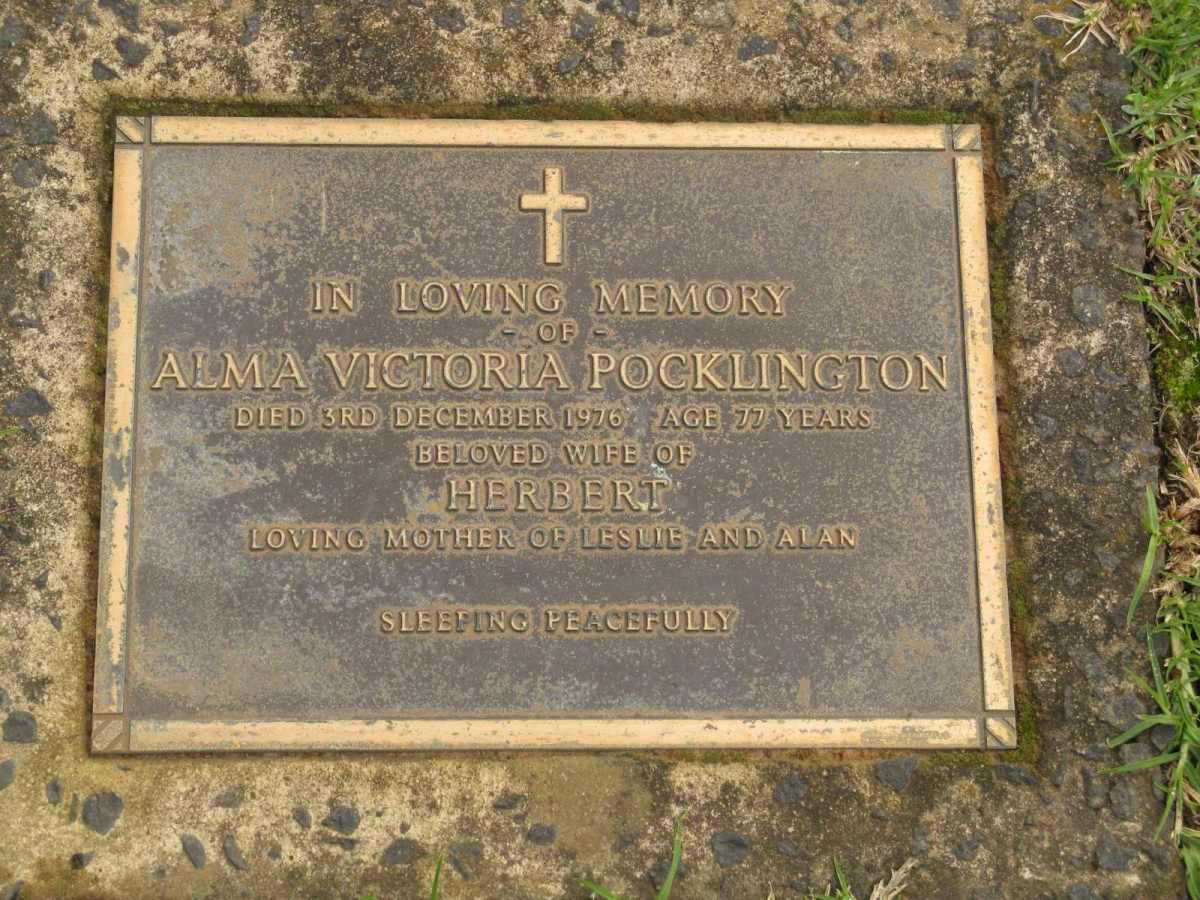 IN LOVING MEMORY
- OF -
ALMA VICTORIA POCKLINGTON
DIED 3RD DECEMBER 1976 AGE 77 YEARS
BELOVED WIFE OF
HERBERT
LOVING MOTHER OF LESLIE AND ALAN
SLEEPING PEACEFULLY